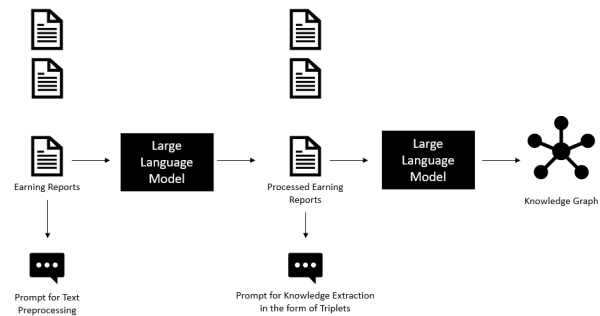 Large
Language
Model
Large
Language
Model
Earning Reports
Processed Earning
Reports
Knowledge Graph
Prompt for Text
Preprocessing
Prompt for Knowledge Extraction
in the form of Triplets